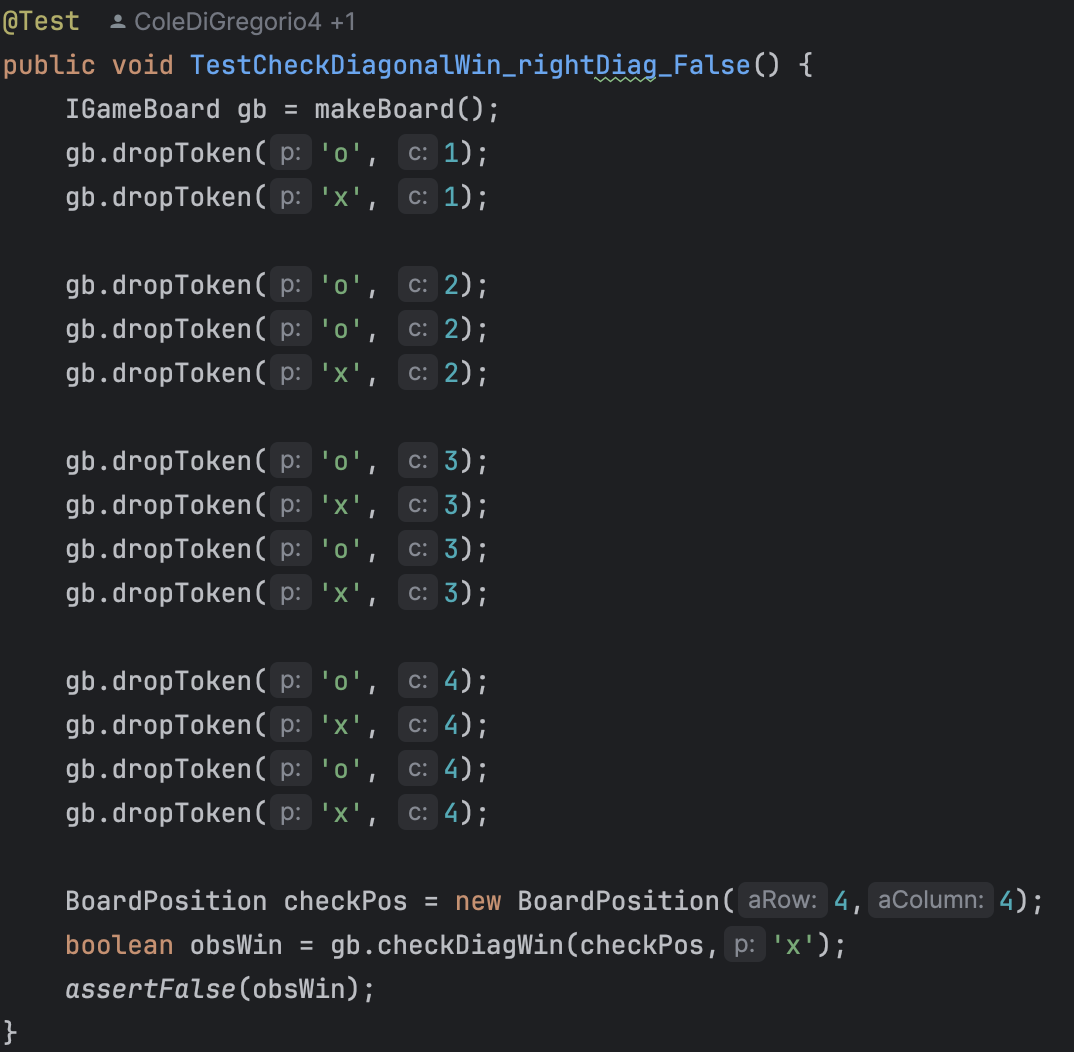 @Test ColeDiGregorio4 +1
public void TestCheckDiagonalWin_rightDiag_False() {
    IGameBoard gb = makeBoard();
    gb.dropToken( p: 'o', c: 1);
    gb.dropToken( p: 'x', c: 1);

    gb.dropToken( p: 'o', c: 2);
    gb.dropToken( p: 'o', c: 2);
    gb.dropToken( p: 'x', c: 2);

    gb.dropToken( p: 'o', c: 3);
    gb.dropToken( p: 'x', c: 3);
    gb.dropToken( p: 'o', c: 3);
    gb.dropToken( p: 'x', c: 3);

    gb.dropToken( p: 'o', c: 4);
    gb.dropToken( p: 'x', c: 4);
    gb.dropToken( p: 'o', c: 4);
    gb.dropToken( p: 'x', c: 4);

    BoardPosition checkPos = new BoardPosition( aRow: 4, aColumn: 4);
    boolean obsWin = gb.checkDiagWin(checkPos, p: 'x');
    assertFalse(obsWin);
}